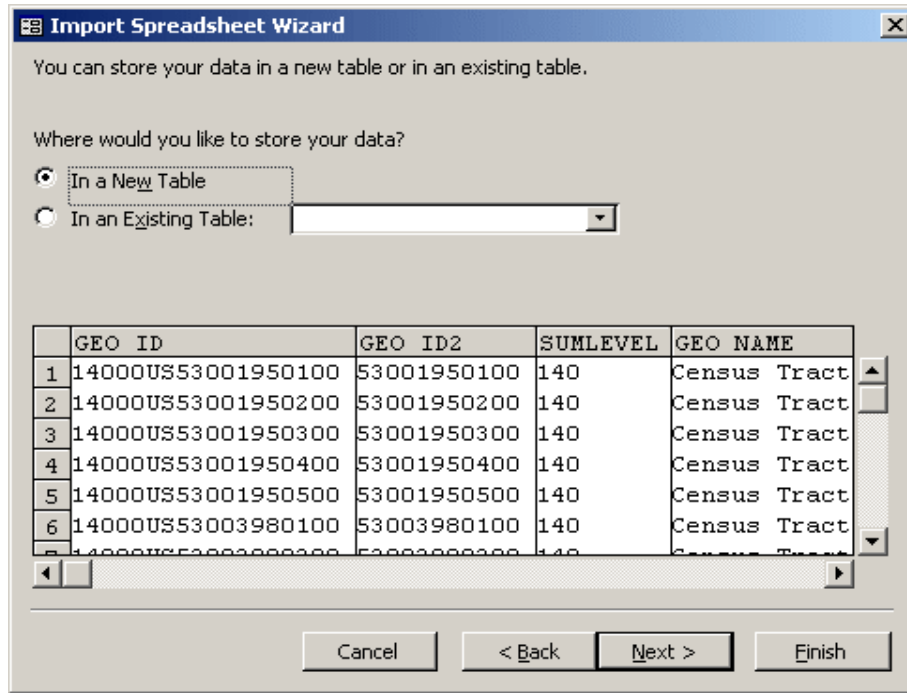 Import Spreadsheet Wizard
You can store your data in a new table or in an existing table.
Where would you like to store your data?
In a New Table
In an Existing Table:
GEO ID GEO ID2 SUMLEVEL GEO NAME
1 14000US53001950100 53001950100 140 Census Tract
2 14000US53001950200 53001950200 140 Census Tract
3 14000US53001950300 53001950300 140 Census Tract
4 14000US53001950400 53001950400 140 Census Tract
5 14000US53001950500 53001950500 140 Census Tract
6 14000US53003980100 53003980100 140 Census Tract
Cancel < Back Next > Finish